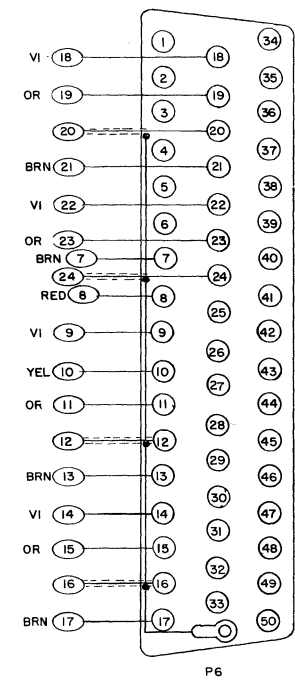 1 34
VI 18 18
2 35
OR 19 19
3 36
20 20
4 37
BRN 21 21
5 38
VI 22 22
6 39
OR 23 23
BRN 7 7 40
24 24
RED 8 8 41
25
VI 9 9 42
26
YEL 10 10 43
27
OR 11 11 44
28
12 12 45
29
BRN 13 13 46
30
VI 14 14 47
31
OR 15 15 48
32
16 16 49
33
BRN 17 17 50
P6